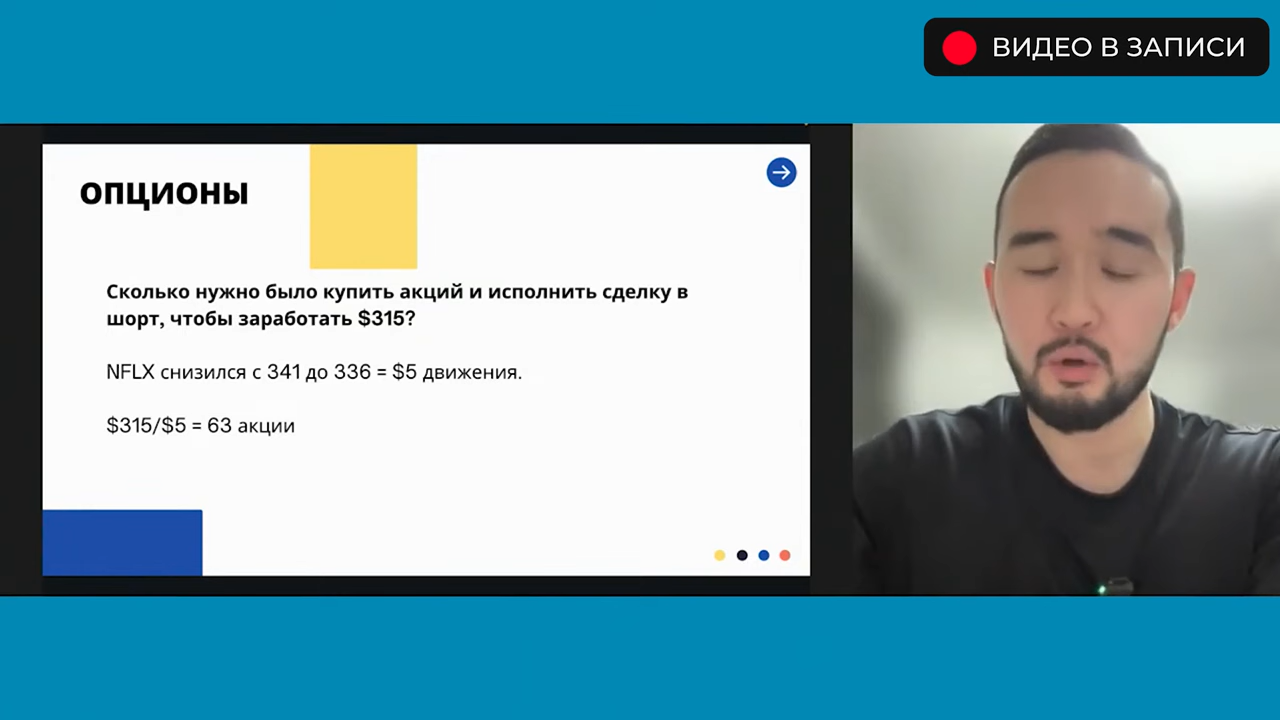 ВИДЕО В ЗАПИСИ
ОПЦИОНЫ
Сколько нужно было купить акций и исполнить сделку в
шорт, чтобы заработать $315?
NFLX снизился с 341 до 336 = $5 движения.
$315/$5 = 63 акции